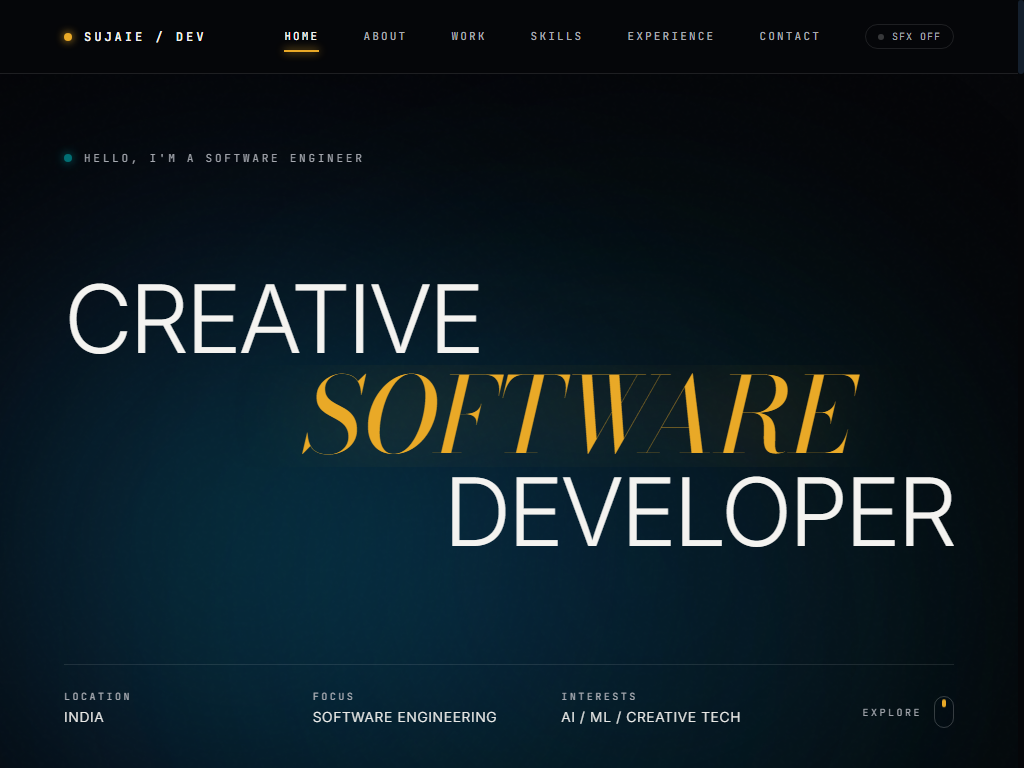 SUJAIE / DEV
HOME ABOUT WORK SKILLS EXPERIENCE CONTACT
SFX OFF
HELLO, I'M A SOFTWARE ENGINEER
CREATIVE
SOFTWARE
DEVELOPER
LOCATION
INDIA
FOCUS
SOFTWARE ENGINEERING
INTERESTS
AI / ML / CREATIVE TECH
EXPLORE